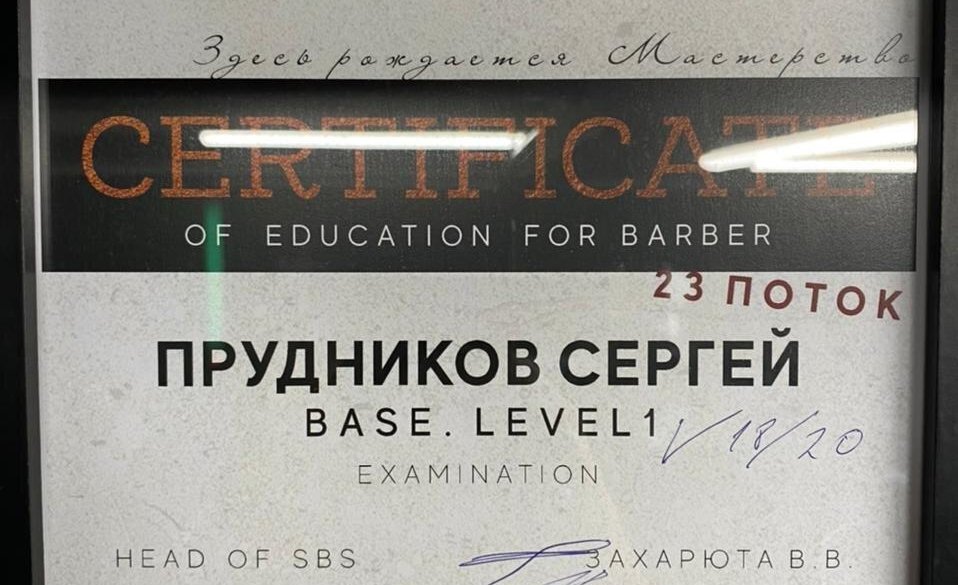 Здесь рождается Мастерство
CERTIFICATE
OF EDUCATION FOR BARBER
23 ПОТОК
ПРУДНИКОВ СЕРГЕЙ
BASE. LEVEL1 V 18/20
EXAMINATION
HEAD OF SBS ЗАХАРЮТА В.В.